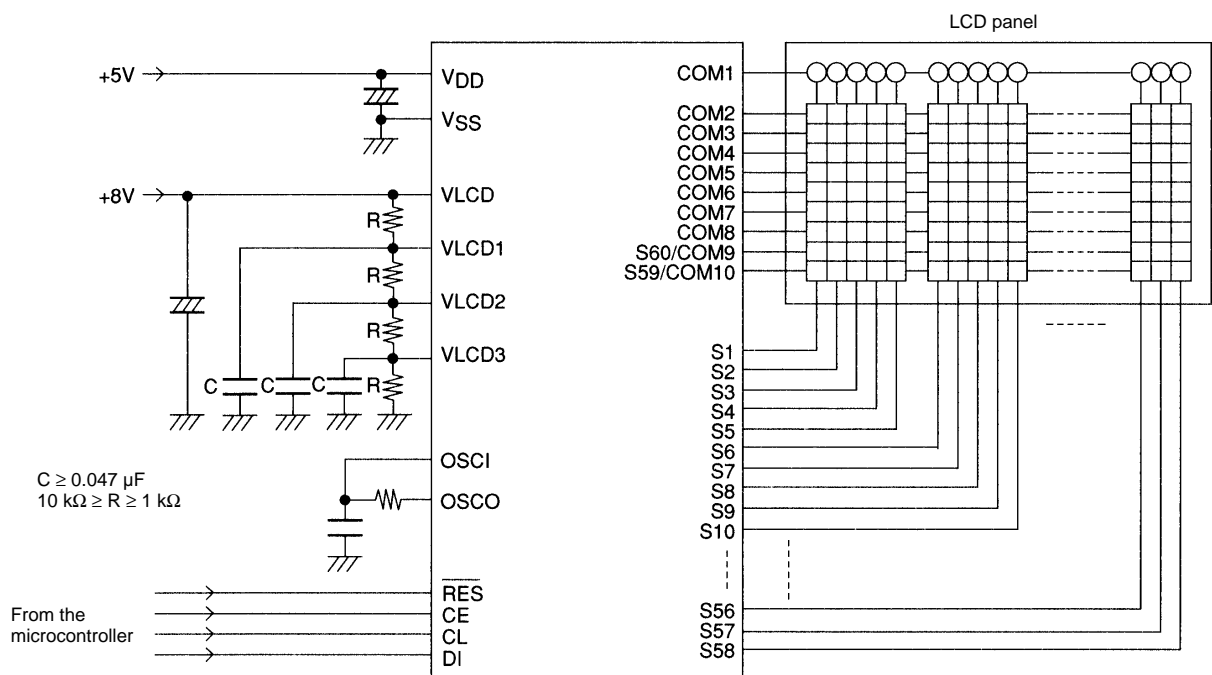 LCD panel
+5V
VDD
VSS
+8V
VLCD
R
VLCD1
R
VLCD2
R
VLCD3
C
C
C
R
OSCI
OSCO
C ≥ 0.047 µF
10 kΩ ≥ R ≥ 1 kΩ
From the
microcontroller
RES
CE
CL
DI
COM1
COM2
COM3
COM4
COM5
COM6
COM7
COM8
S60/COM9
S59/COM10
S1
S2
S3
S4
S5
S6
S7
S8
S9
S10
S56
S57
S58